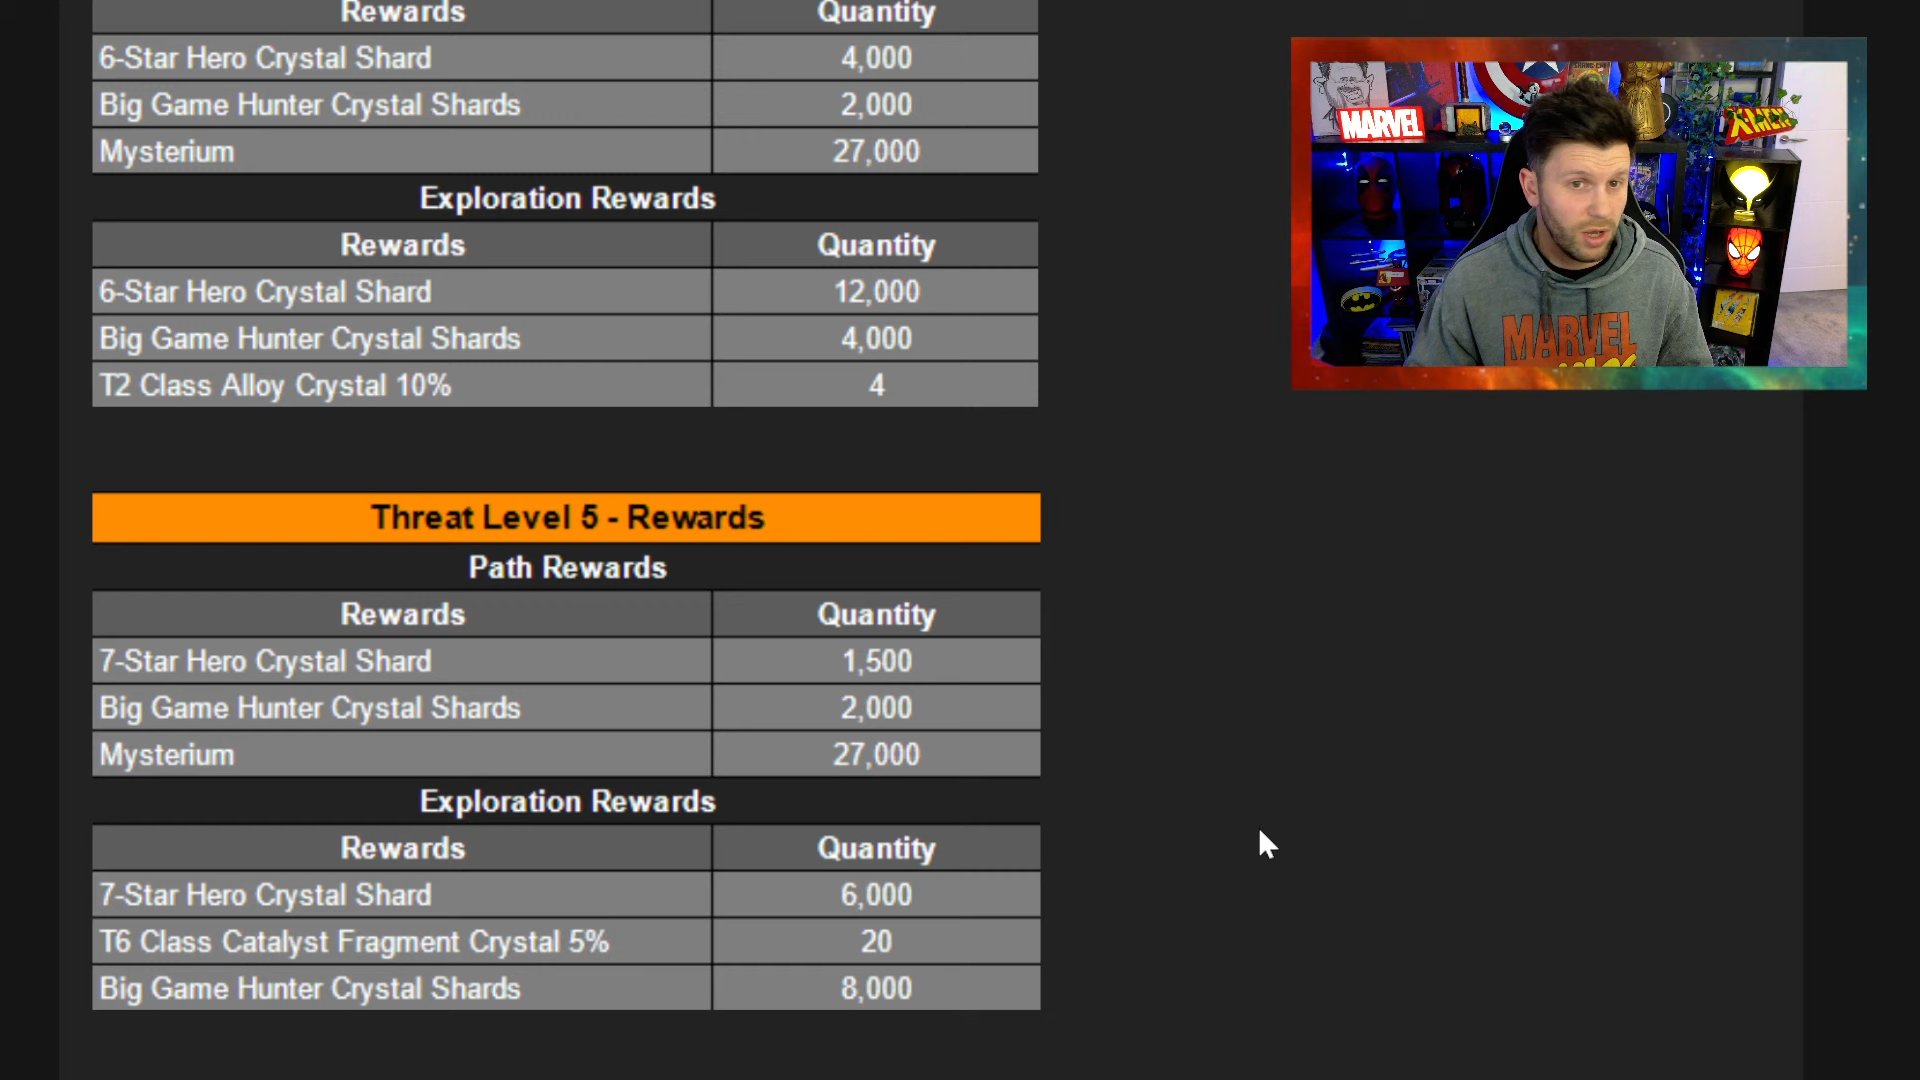 Rewards Quantity
6-Star Hero Crystal Shard 4,000
Big Game Hunter Crystal Shards 2,000
Mysterium 27,000
Exploration Rewards
Rewards Quantity
6-Star Hero Crystal Shard 12,000
Big Game Hunter Crystal Shards 4,000
T2 Class Alloy Crystal 10% 4
Threat Level 5 - Rewards
Path Rewards
Rewards Quantity
7-Star Hero Crystal Shard 1,500
Big Game Hunter Crystal Shards 2,000
Mysterium 27,000
Exploration Rewards
Rewards Quantity
7-Star Hero Crystal Shard 6,000
T6 Class Catalyst Fragment Crystal 5% 20
Big Game Hunter Crystal Shards 8,000
MARVEL
X-MEN
MARVEL